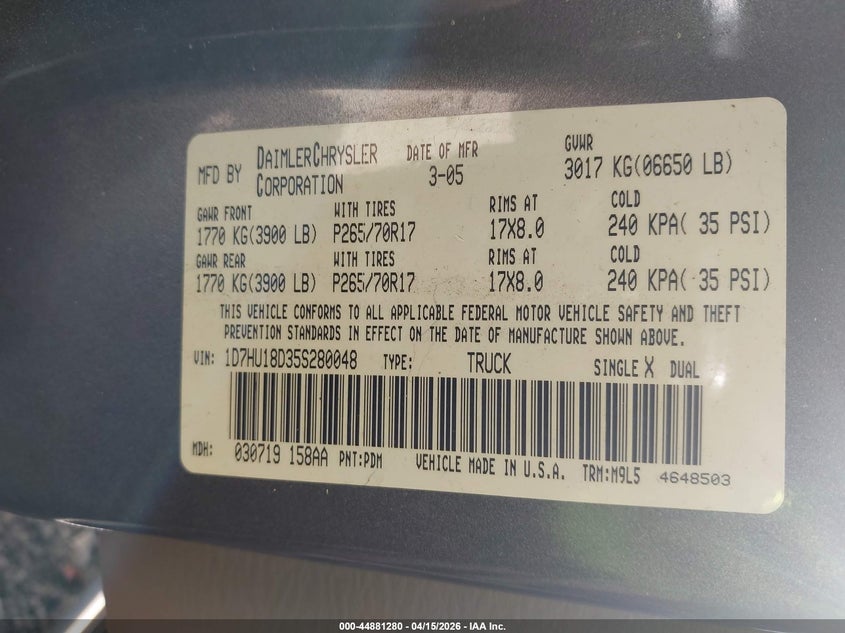 MFD BY DAIMLERCHRYSLER CORPORATION DATE OF MFR 3-05 GVWR 3017 KG(06650 LB)
GAWR FRONT WITH TIRES RIMS AT COLD
1770 KG(3900 LB) P265/70R17 17X8.0 240 KPA( 35 PSI)
GAWR REAR WITH TIRES RIMS AT COLD
1770 KG(3900 LB) P265/70R17 17X8.0 240 KPA( 35 PSI)
THIS VEHICLE CONFORMS TO ALL APPLICABLE FEDERAL MOTOR VEHICLE SAFETY AND THEFT
PREVENTION STANDARDS IN EFFECT ON THE DATE OF MANUFACTURE SHOWN ABOVE.
VIN: 1D7HU18D35S280048 TYPE: TRUCK SINGLE X DUAL
MDH: 030719 158AA PNT:PDM VEHICLE MADE IN U.S.A. TRM:M9L5 4648503
000-44881280 - 04/15/2026 - IAA Inc.